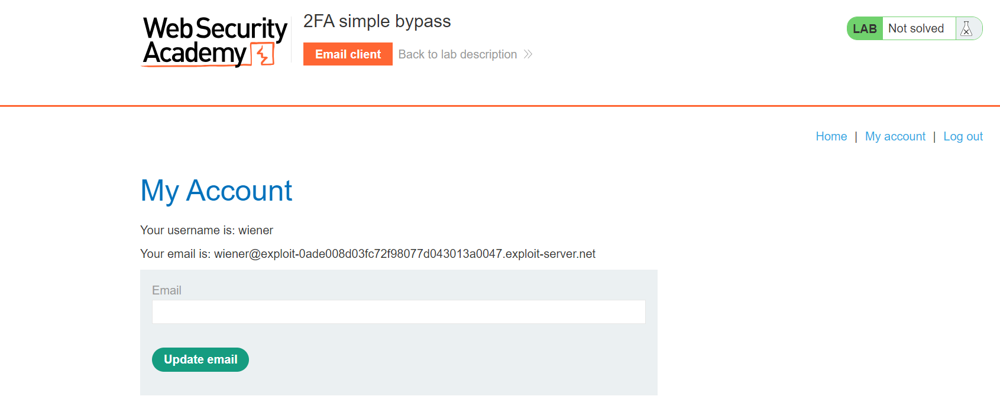 Web Security
Academy
2FA simple bypass
Email client
Back to lab description
LAB
Not solved
Home | My account | Log out
My Account
Your username is: wiener
Your email is: wiener@exploit-0ade008d03fc72f98077d043013a0047.exploit-server.net
Email
Update email